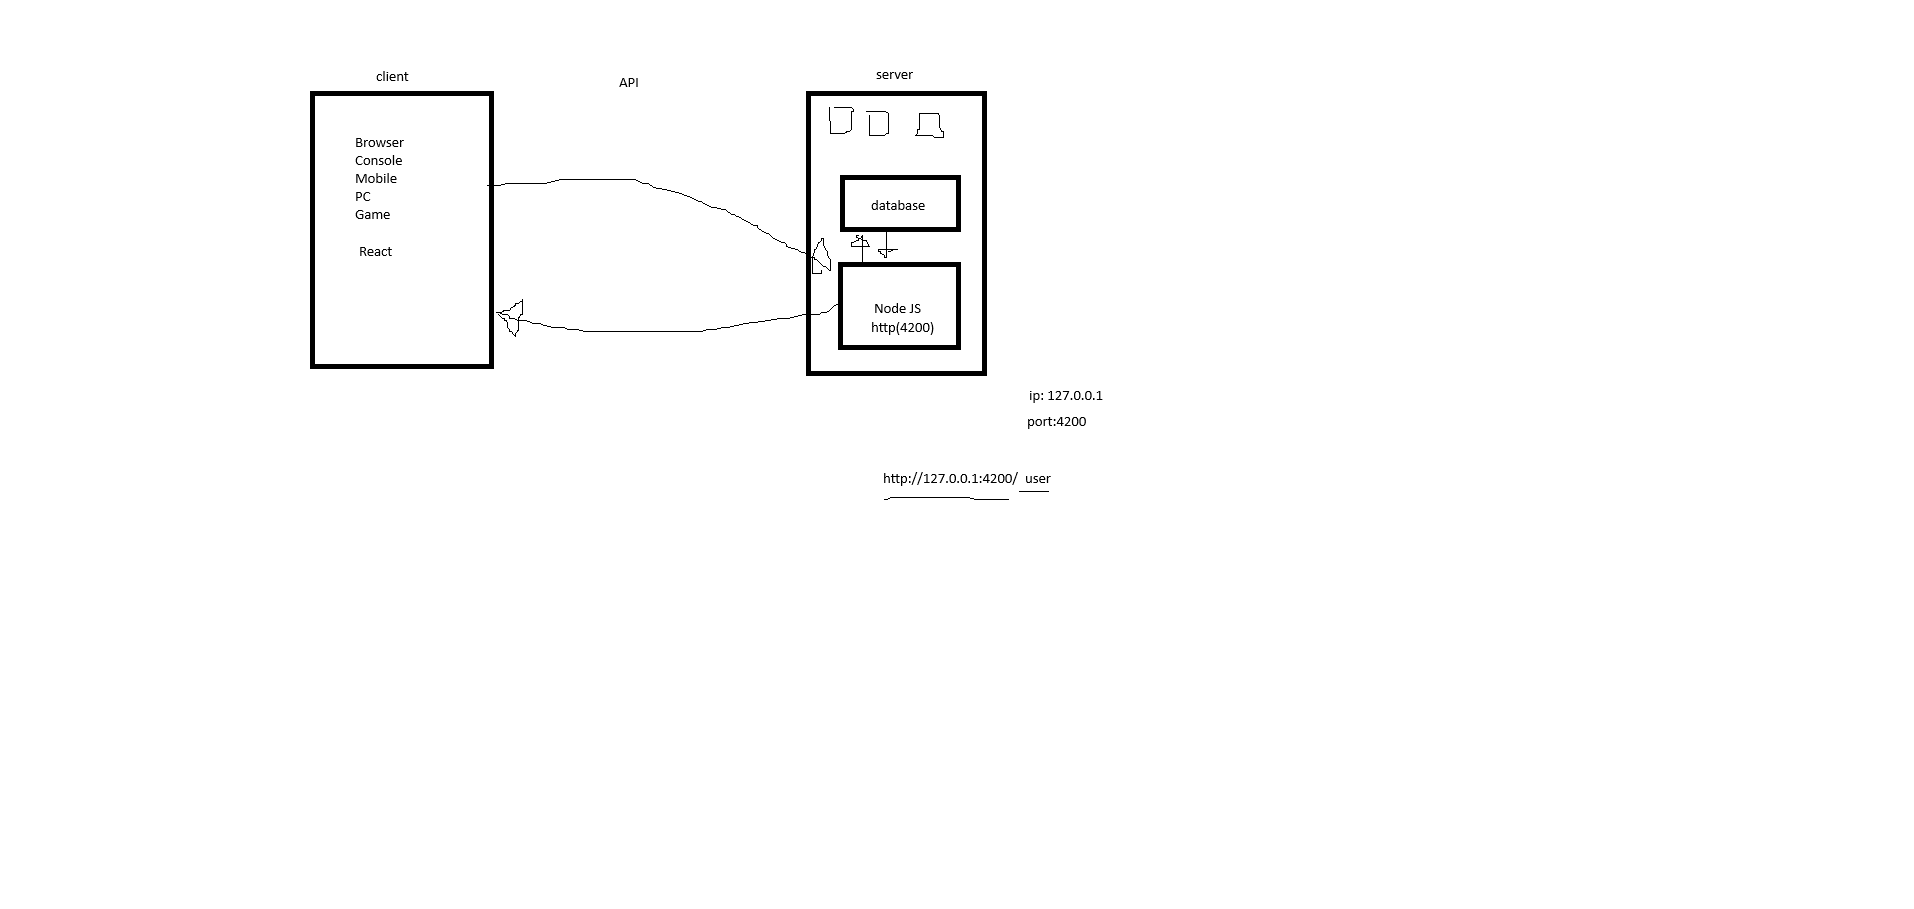 client
API
server
Browser
Console
Mobile
PC
Game
React
database
Node JS
http(4200)
ip: 127.0.0.1
port:4200
http://127.0.0.1:4200/ user